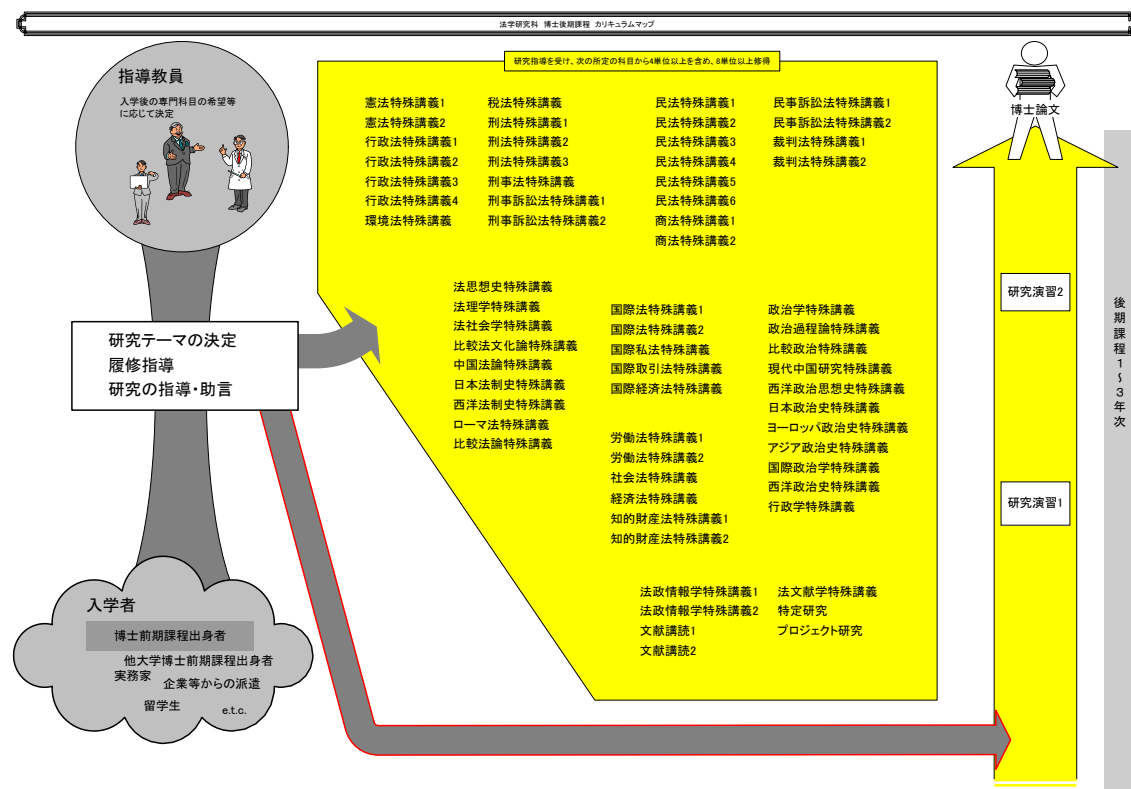 法学研究科 博士後期課程 カリキュラムマップ
指導教員
入学後の専門科目の希望等
に応じて決定
研究テーマの決定
履修指導
研究の指導・助言
入学者
博士前期課程出身者
他大学博士前期課程出身者
実務家
企業等からの派遣
留学生
e.t.c.
研究指導を受け、次の所定の科目から4単位以上を含め、8単位以上修得
憲法特殊講義1
憲法特殊講義2
行政法特殊講義1
行政法特殊講義2
行政法特殊講義3
行政法特殊講義4
環境法特殊講義
税法特殊講義
刑法特殊講義1
刑法特殊講義2
刑法特殊講義3
刑事法特殊講義
刑事訴訟法特殊講義1
刑事訴訟法特殊講義2
民法特殊講義1
民法特殊講義2
民法特殊講義3
民法特殊講義4
民法特殊講義5
民法特殊講義6
商法特殊講義1
商法特殊講義2
民事訴訟法特殊講義1
民事訴訟法特殊講義2
裁判法特殊講義1
裁判法特殊講義2
法思想史特殊講義
法理学特殊講義
法社会学特殊講義
比較法文化論特殊講義
中国法論特殊講義
日本法制史特殊講義
西洋法制史特殊講義
ローマ法特殊講義
比較法論特殊講義
国際法特殊講義1
国際法特殊講義2
国際私法特殊講義
国際取引法特殊講義
国際経済法特殊講義
労働法特殊講義1
労働法特殊講義2
社会法特殊講義
経済法特殊講義
知的財産法特殊講義1
知的財産法特殊講義2
政治学特殊講義
政治過程論特殊講義
比較政治特殊講義
現代中国研究特殊講義
西洋政治思想史特殊講義
日本政治史特殊講義
ヨーロッパ政治史特殊講義
アジア政治史特殊講義
国際政治学特殊講義
西洋政治史特殊講義
行政学特殊講義
法政情報学特殊講義1
法政情報学特殊講義2
文献講読1
文献講読2
法文献学特殊講義
特定研究
プロジェクト研究
博士論文
研究演習2
研究演習1
後期課程1～3年次